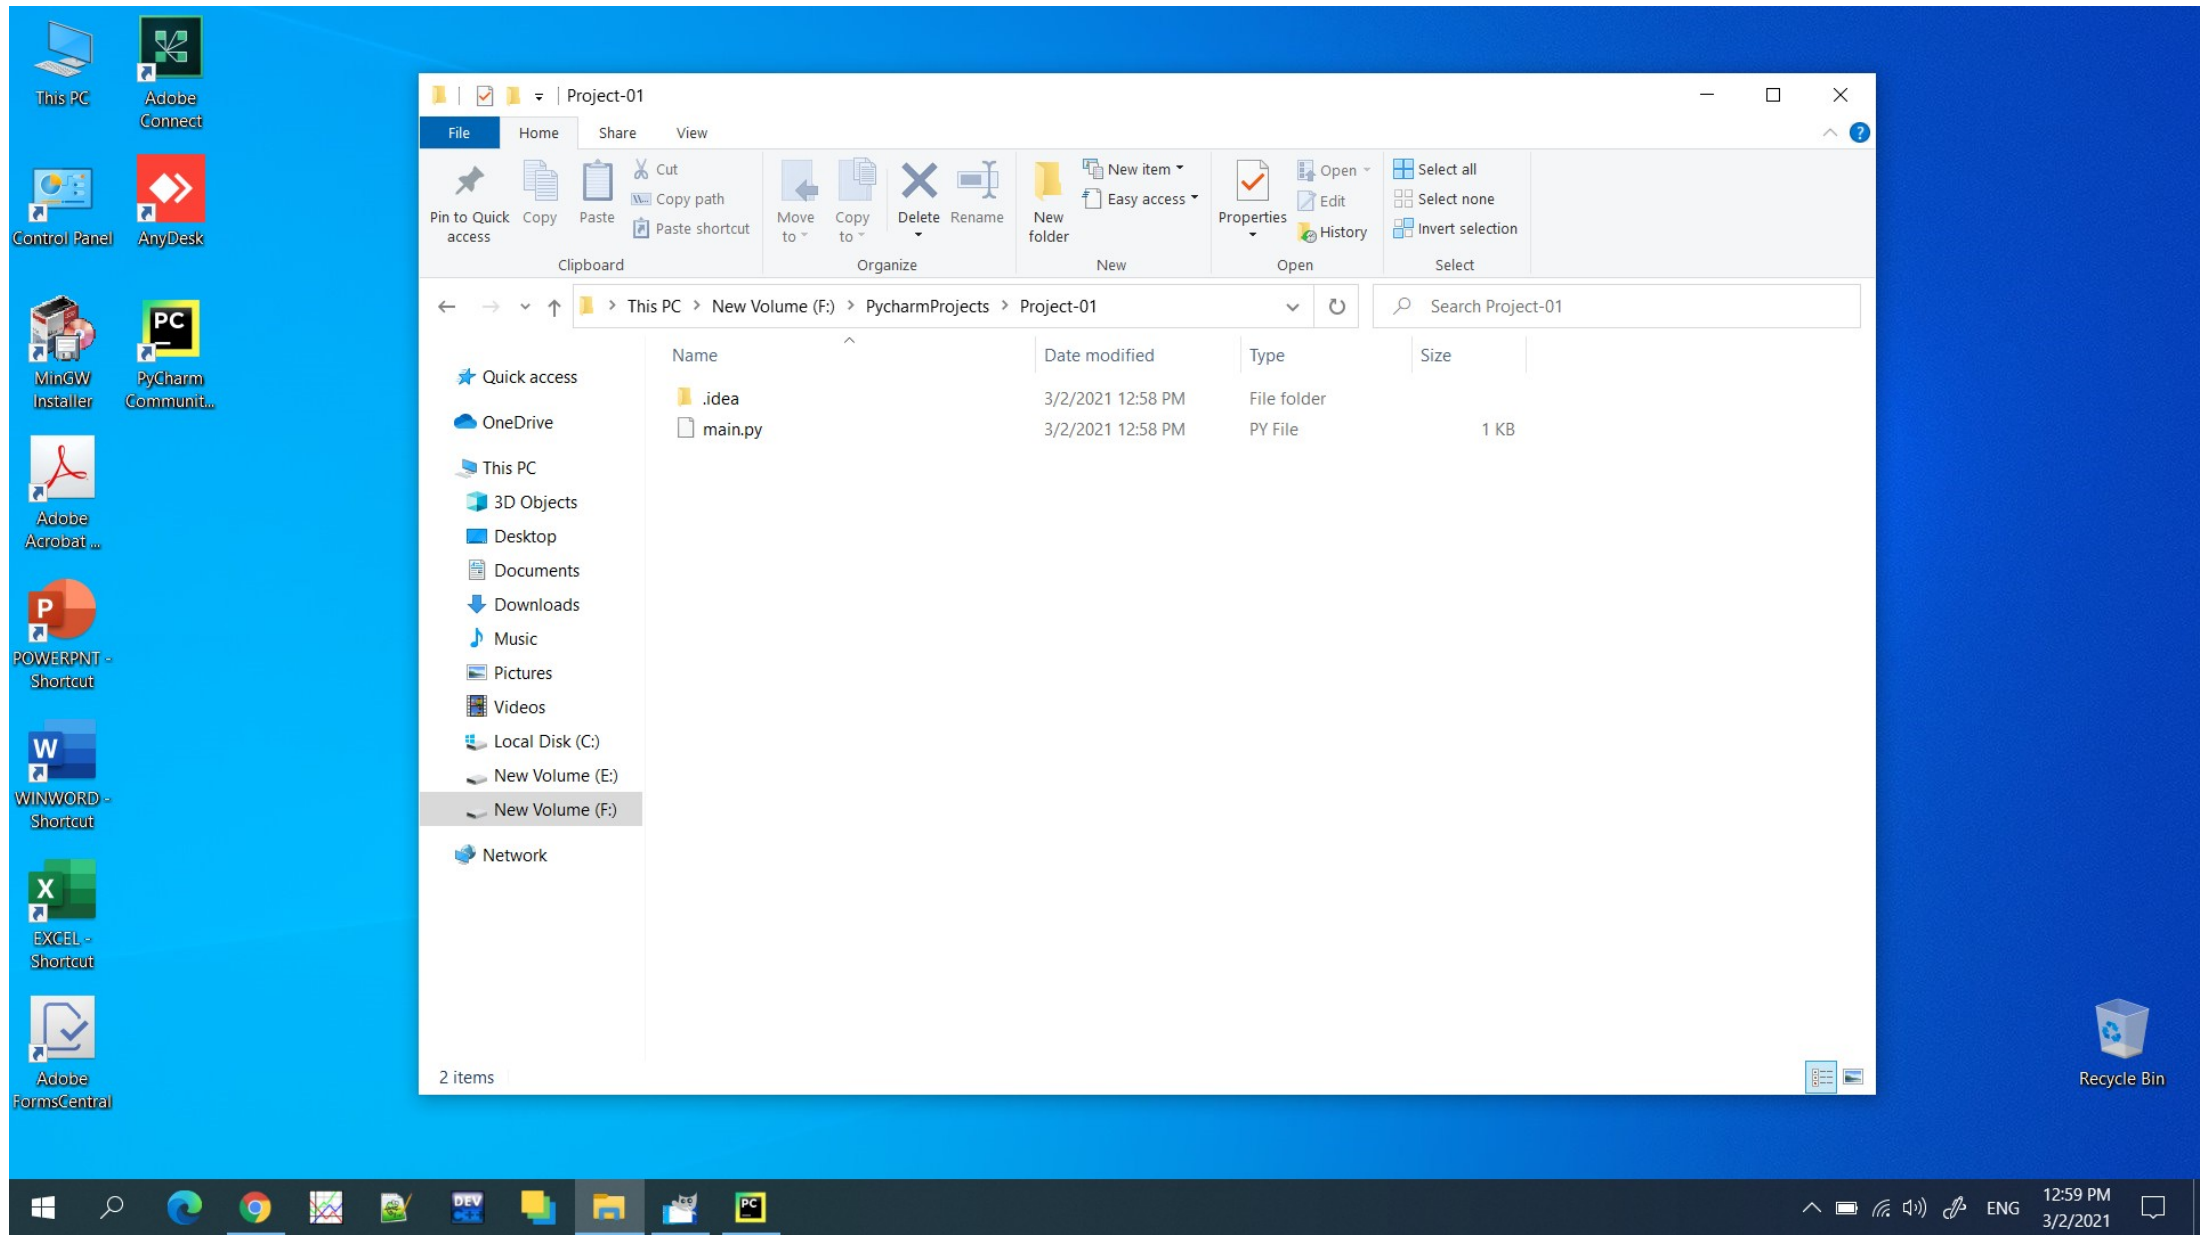 This PC
Adobe
Connect
Control Panel
AnyDesk
MinGW
Installer
PC
PyCharm
Communit...
Adobe
Acrobat ...
P
POWERPNT -
Shortcut
W
WINWORD -
Shortcut
X
EXCEL -
Shortcut
Adobe
FormsCentral
Project-01
File Home Share View
?
Pin to Quick
access
Copy
Paste
Cut
Copy path
Paste shortcut
Clipboard
Move
to
Copy
to
Delete
Rename
Organize
New
folder
New item
Easy access
New
Properties
Open
Edit
History
Open
Select all
Select none
Invert selection
Select
This PC > New Volume (F:) > PycharmProjects > Project-01
Search Project-01
Quick access
OneDrive
This PC
3D Objects
Desktop
Documents
Downloads
Music
Pictures
Videos
Local Disk (C:)
New Volume (E:)
New Volume (F:)
Network
Name Date modified Type Size
.idea 3/2/2021 12:58 PM File folder
main.py 3/2/2021 12:58 PM PY File 1 KB
2 items
Recycle Bin
DEV
C++
PC
ENG
12:59 PM
3/2/2021